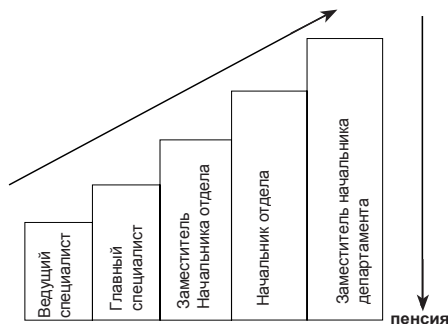 Ведущий
специалист
Главный
специалист
Заместитель
Начальника отдела
Начальник отдела
Заместитель начальника
департамента
пенсия